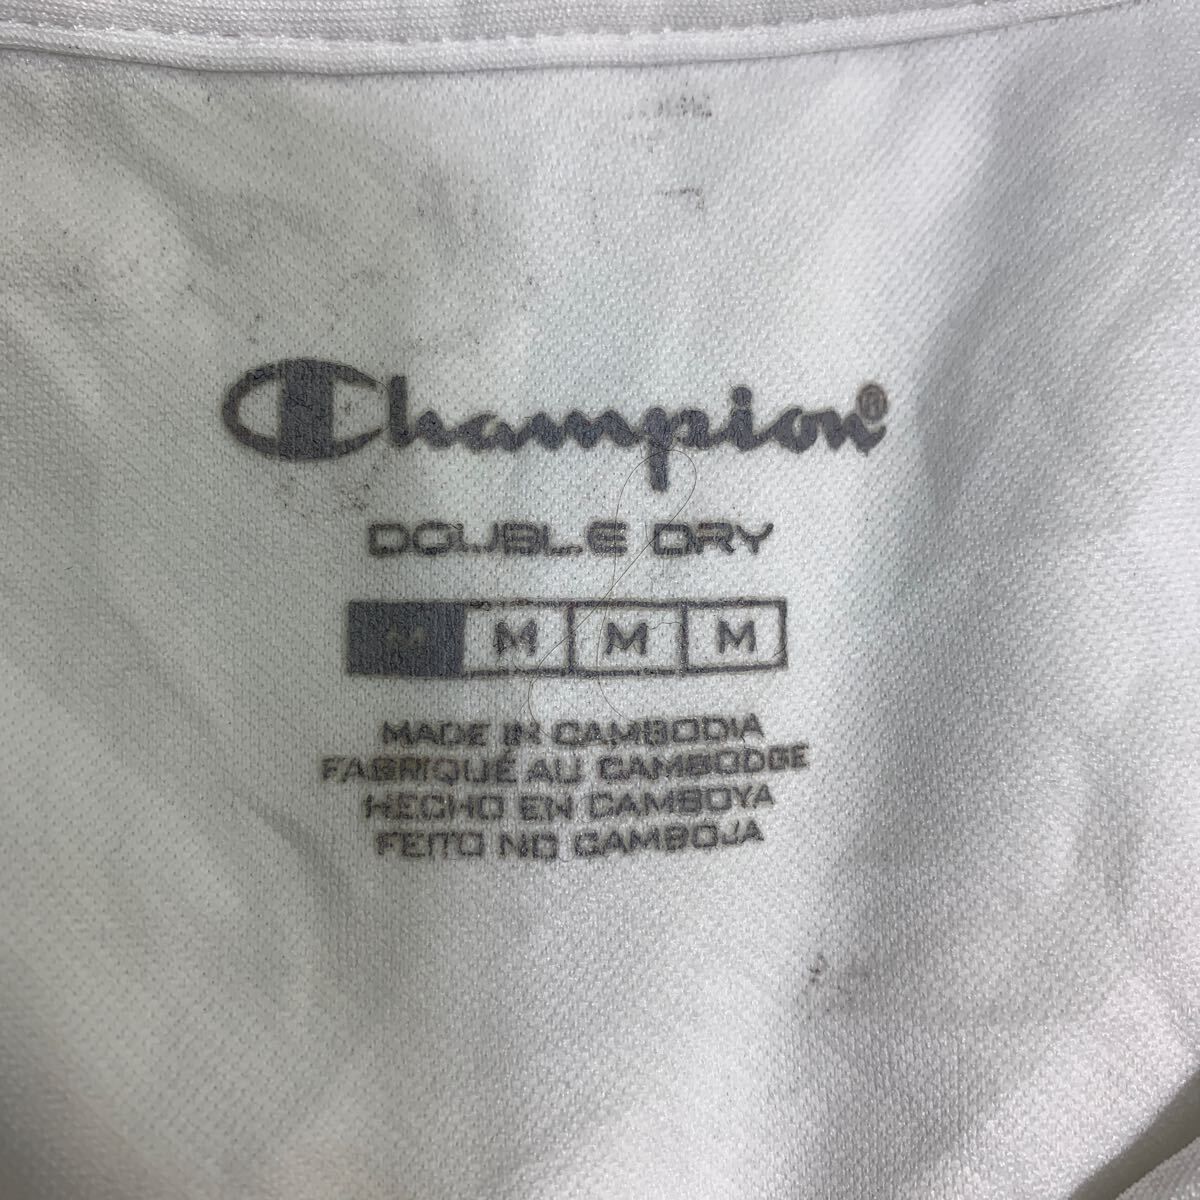 Champion®
DOUBLE DRY
M M M M
MADE IN CAMBODIA
FABRIQUÉ AU CAMBODGE
HECHO EN CAMBOYA
FEITO NO CAMBOJA